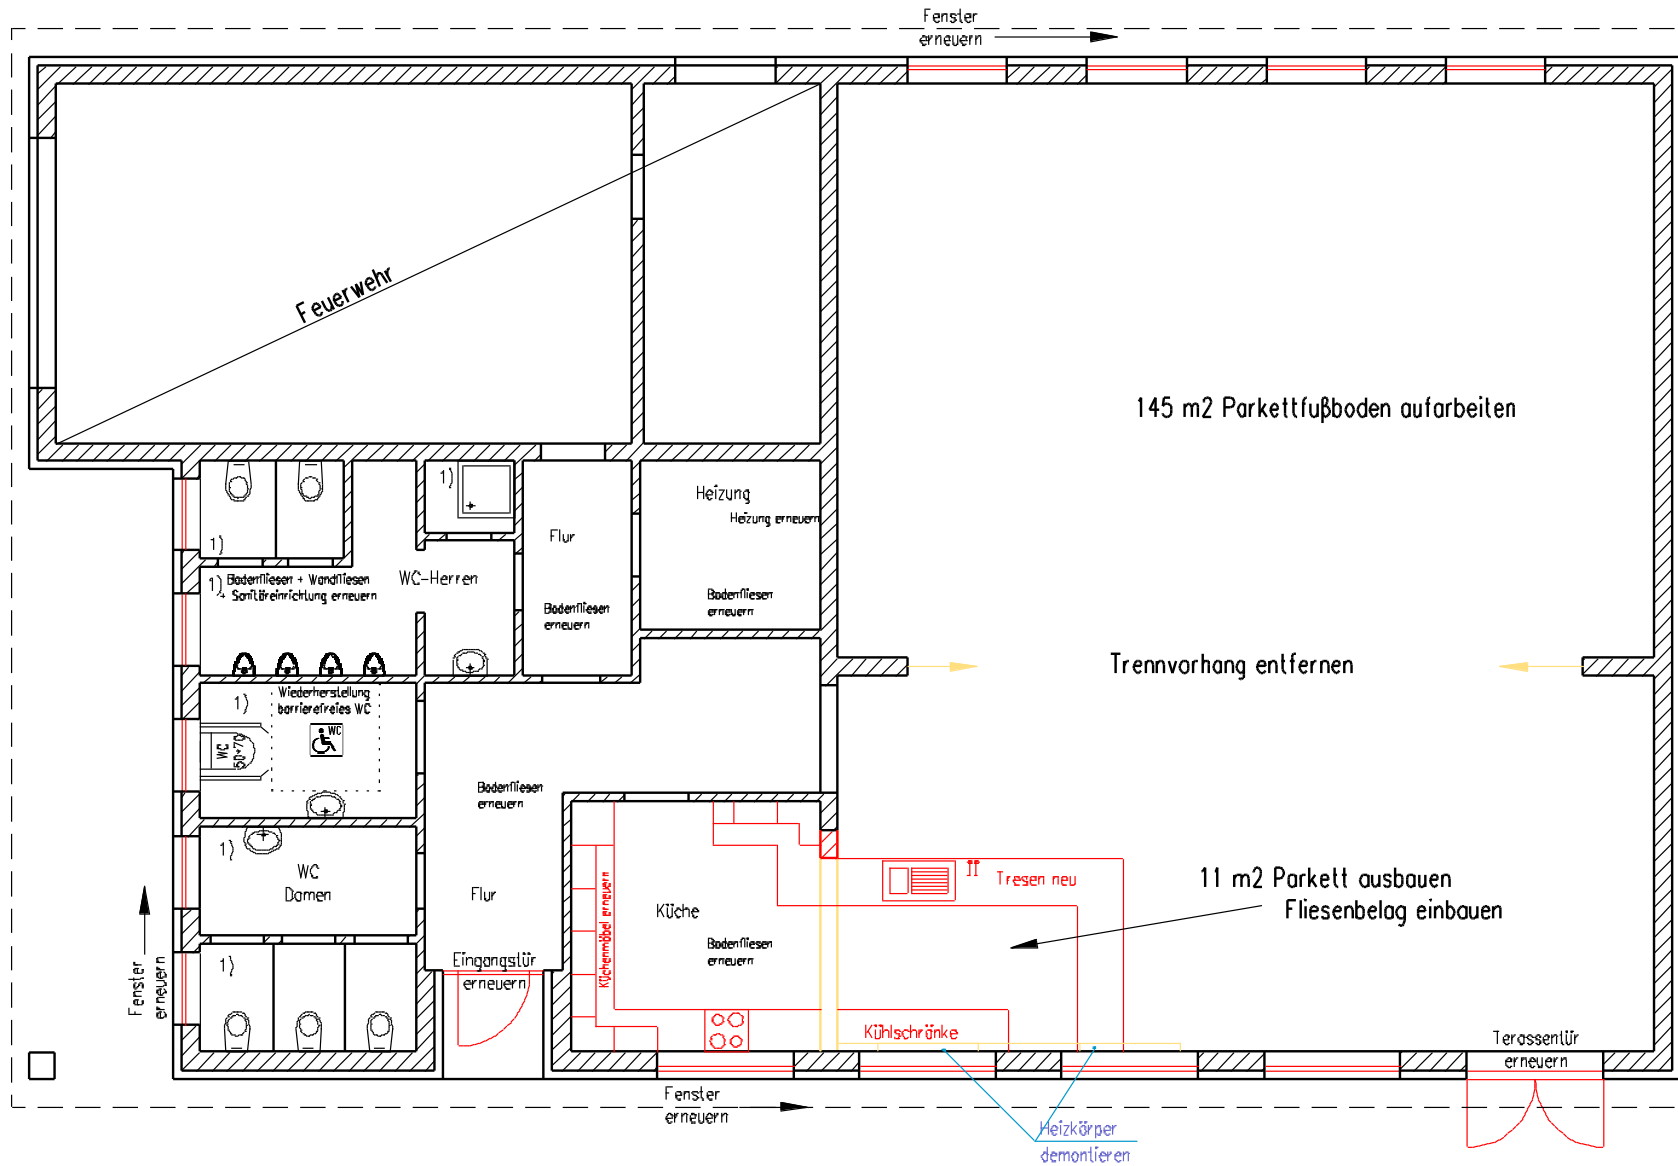 Fenster
erneuern
Feuerwehr
145 m2 Parkettfußboden aufarbeiten
1)
Heizung
Heizung erneuern
Flur
1)
1) Bodenfliesen + Wandfliesen
+ Sanitäreinrichtung erneuern
WC-Herren
Bodenfliesen
erneuern
Bodenfliesen
erneuern
Trennvorhang entfernen
Wiederherstellung
barrierefreies WC
1)
WC
WC
50*70
Bodenfliesen
erneuern
1)
WC
Damen
Flur
Küchenmöbel erneuern
Küche
Bodenfliesen
erneuern
Tresen neu
11 m2 Parkett ausbauen
Fliesenbelag einbauen
1)
Fenster
erneuern
Eingangstür
erneuern
Kühlschränke
Terassentür
erneuern
Fenster
erneuern
Heizkörper
demontieren